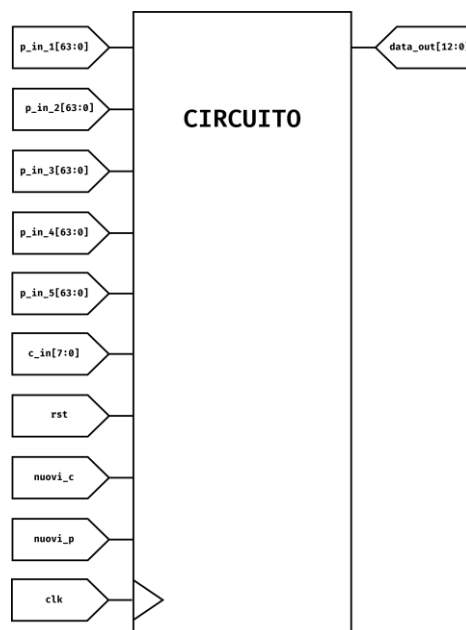 p_in_1[63:0]
data_out[12:0]
p_in_2[63:0]
CIRCUITO
p_in_3[63:0]
p_in_4[63:0]
p_in_5[63:0]
c_in[7:0]
rst
nuovi_c
nuovi_p
clk